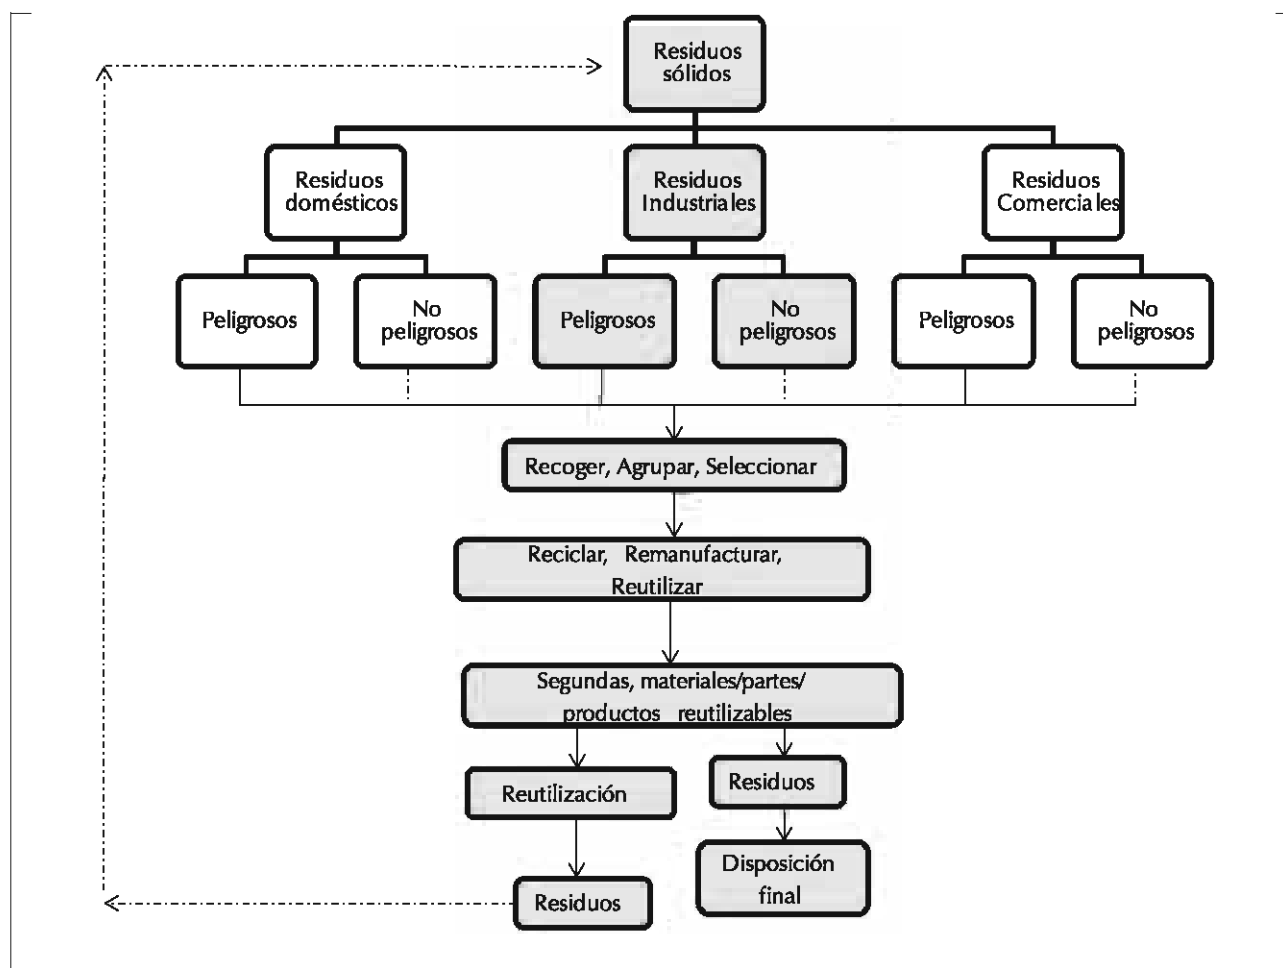 Residuos
sólidos
Residuos
domésticos
Residuos
Industriales
Residuos
Comerciales
Peligrosos
No
peligrosos
Peligrosos
No
peligrosos
Peligrosos
No
peligrosos
Recoger, Agrupar, Seleccionar
Reciclar, Remanufacturar,
Reutilizar
Segundas, materiales/partes/
productos reutilizables
Reutilización
Residuos
Disposición
final
Residuos